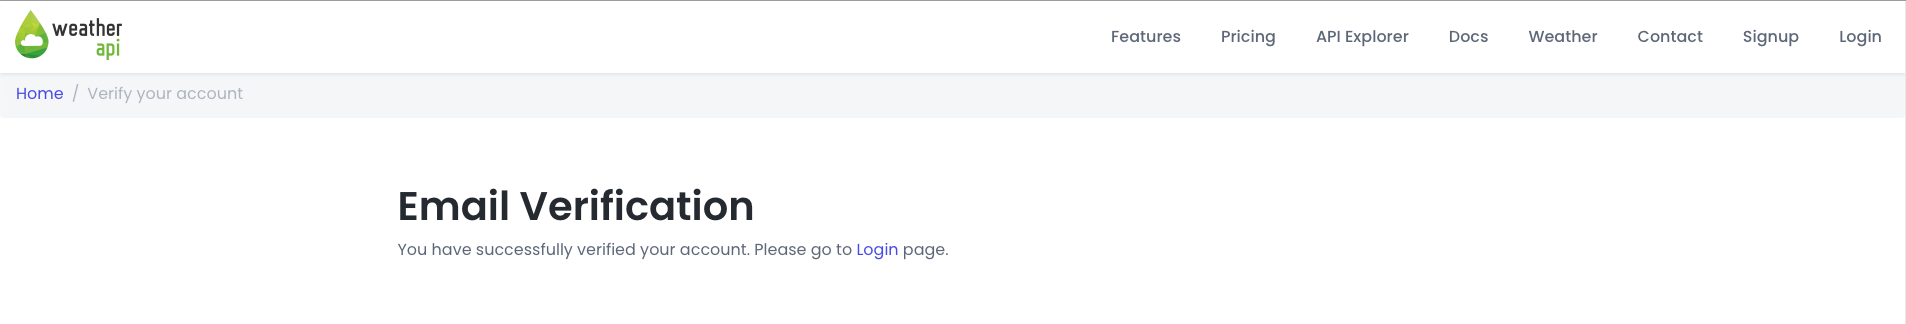 weather
api
Features Pricing API Explorer Docs Weather Contact Signup Login
Home / Verify your account
Email Verification
You have successfully verified your account. Please go to Login page.